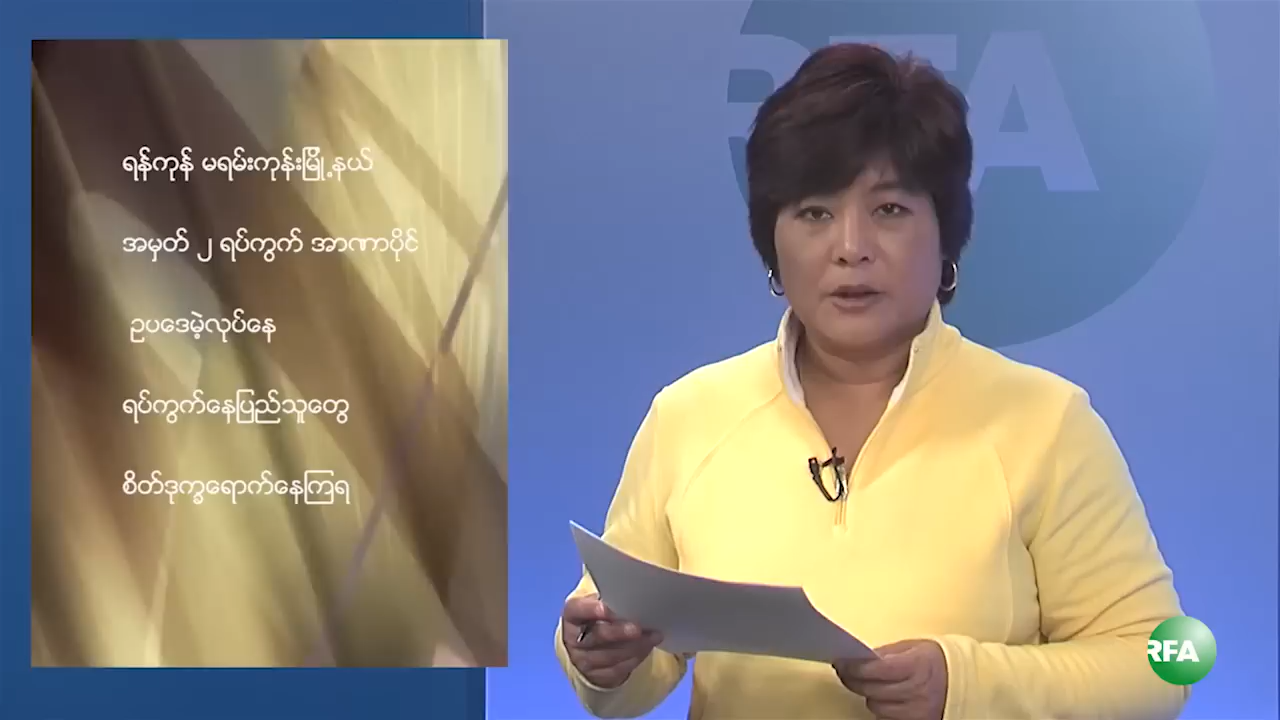 ရန်ကုန် မရမ်းကုန်းမြို့နယ်
အမှတ် ၂ ရပ်ကွက် အာဏာပိုင်
ဥပဒေမဲ့လုပ်နေ
ရပ်ကွက်နေပြည်သူတွေ
စိတ်ဒုက္ခရောက်နေကြရ
RFA
RFA